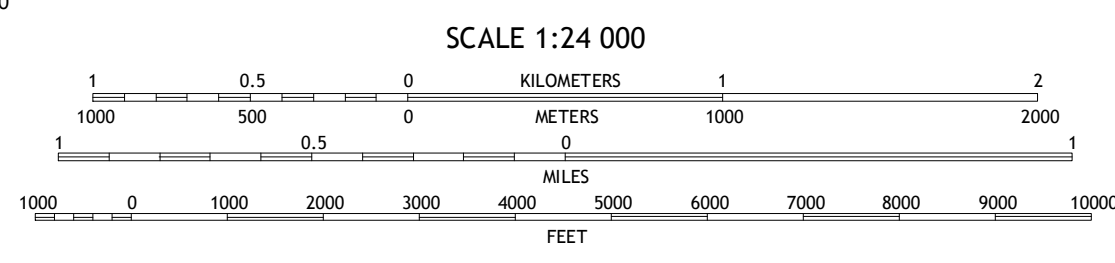 0
SCALE 1:24 000
1 0.5 0 KILOMETERS 1 2
1000 500 0 METERS 1000 2000
1 0.5 0 1
MILES
1000 0 1000 2000 3000 4000 5000 6000 7000 8000 9000 10000
FEET